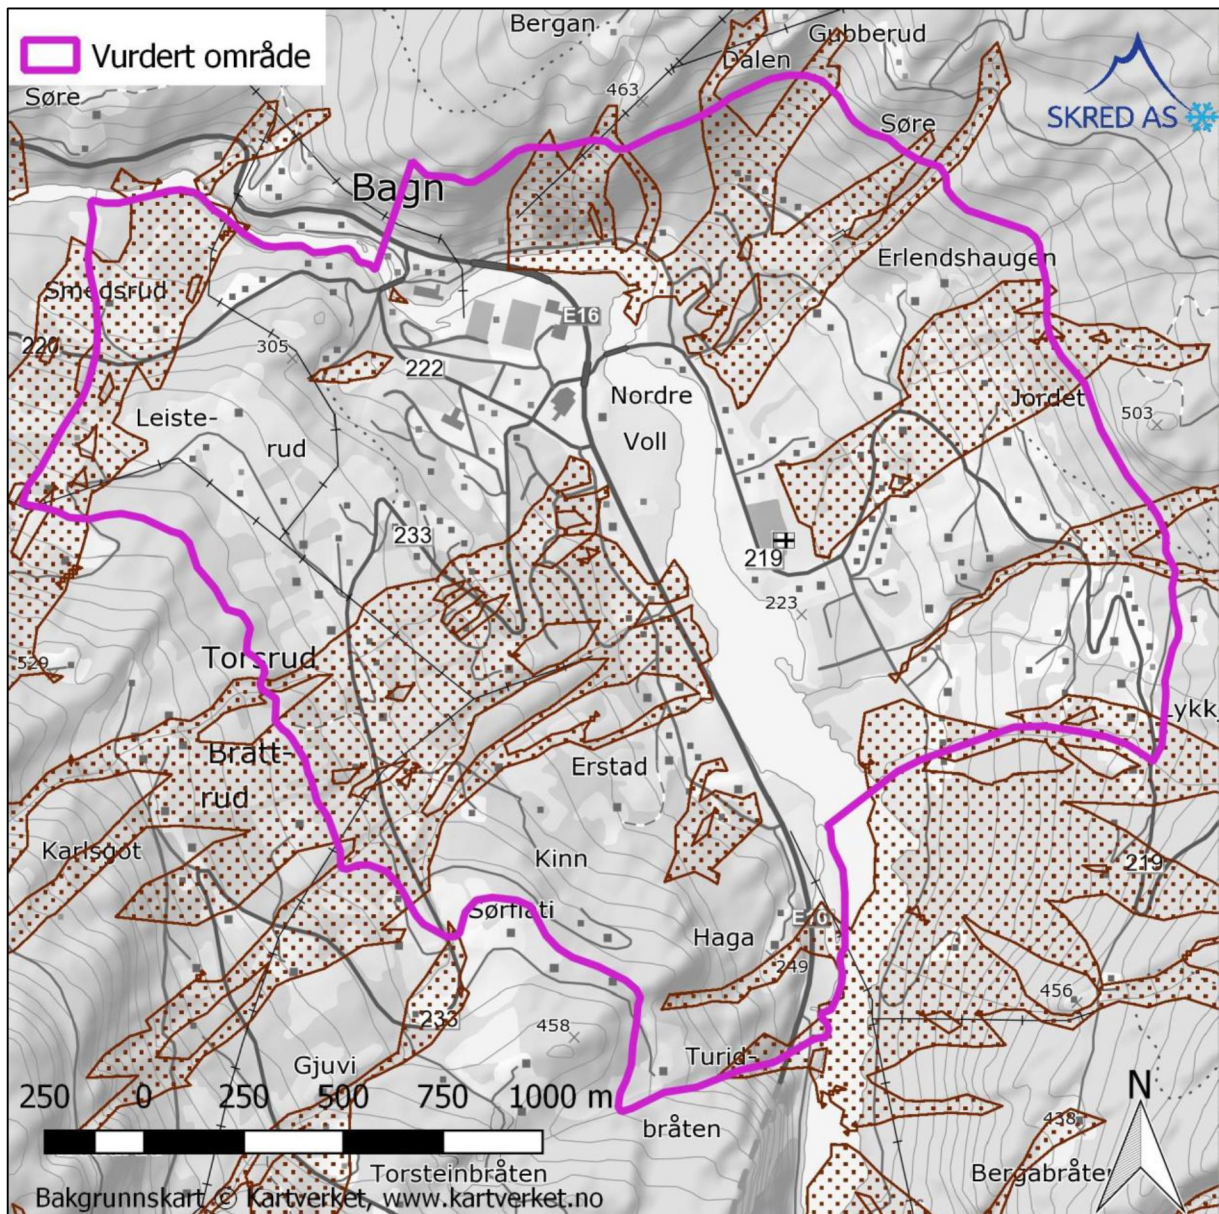 Vurdert område
Bergan
Gubberud
Dalen
SKRED AS
463
Søre
Søre
Bagn
Erlendshaugen
Smedsrud
E16
305
220
222
Nordre
Voll
Jordet
503
Leiste-
rud
233
219
223
529
Torsrud
Lykkj
Bratt-
rud
Erstad
Karlsgot
Kinn
219
Sørflati
E16
Haga
249
456
233
458
Turid-
Gjuvi
250 0 250 500 750 1000 m
bråten
438
N
Torsteinbråten
Bergabråten
Bakgrunnskart © Kartverket, www.kartverket.no